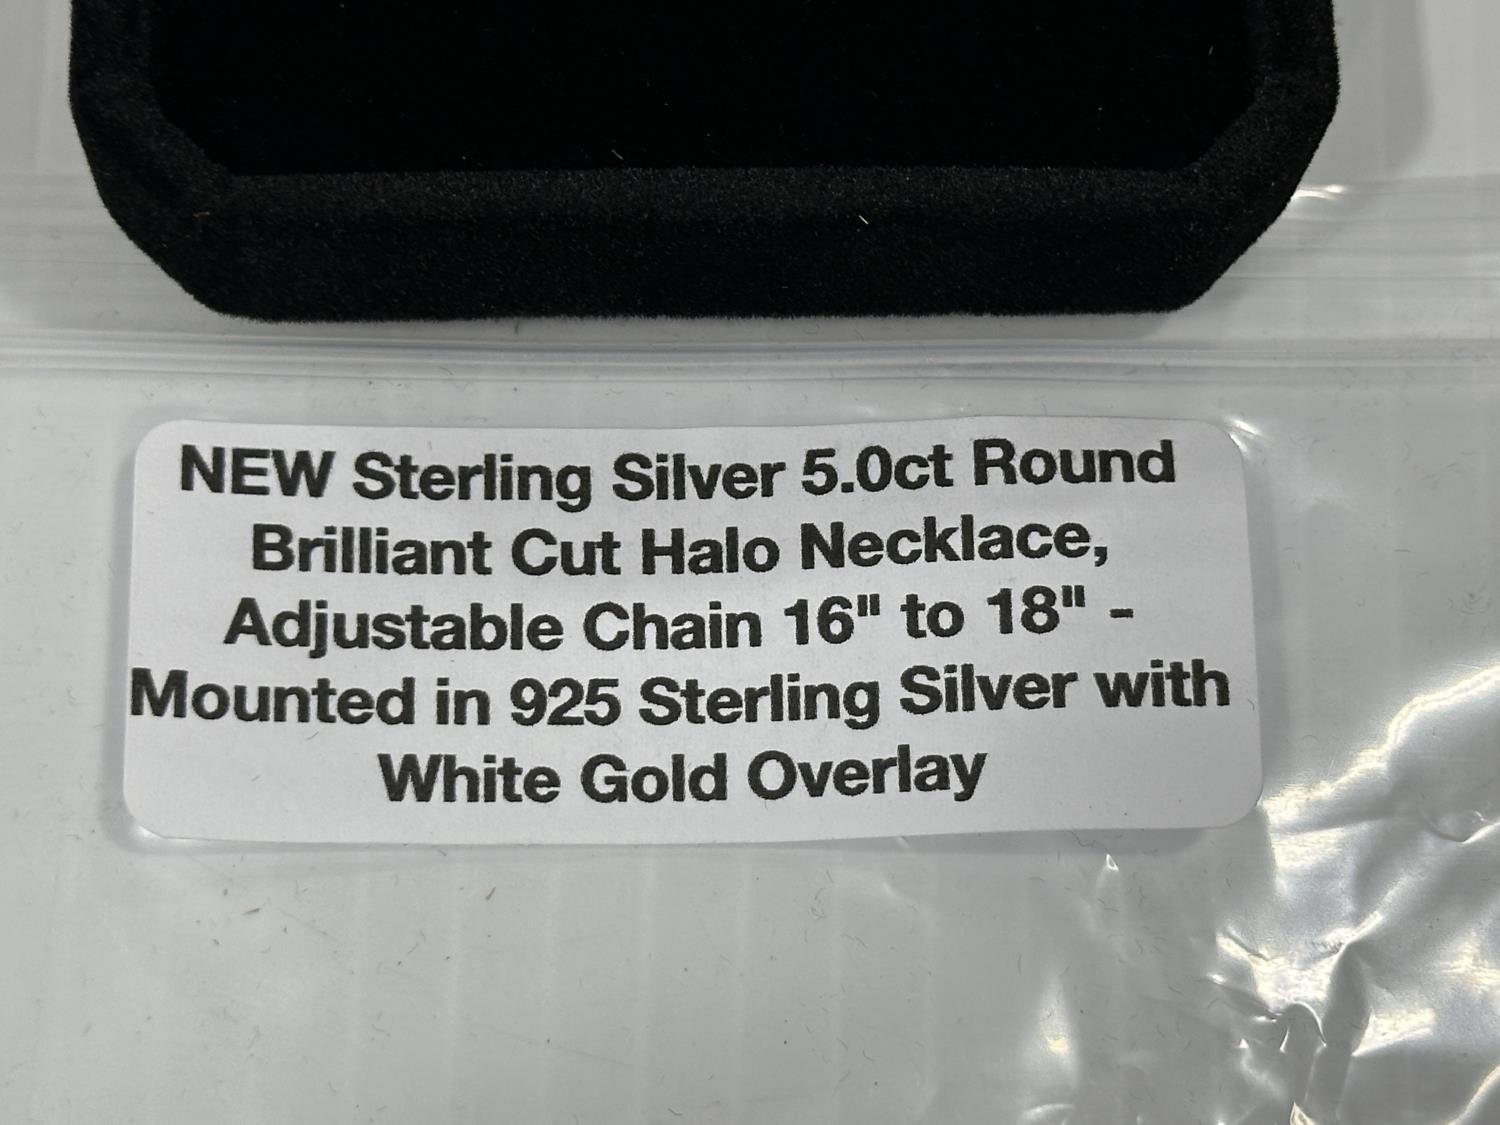 NEW Sterling Silver 5.0ct Round
Brilliant Cut Halo Necklace,
Adjustable Chain 16" to 18" -
Mounted in 925 Sterling Silver with
White Gold Overlay